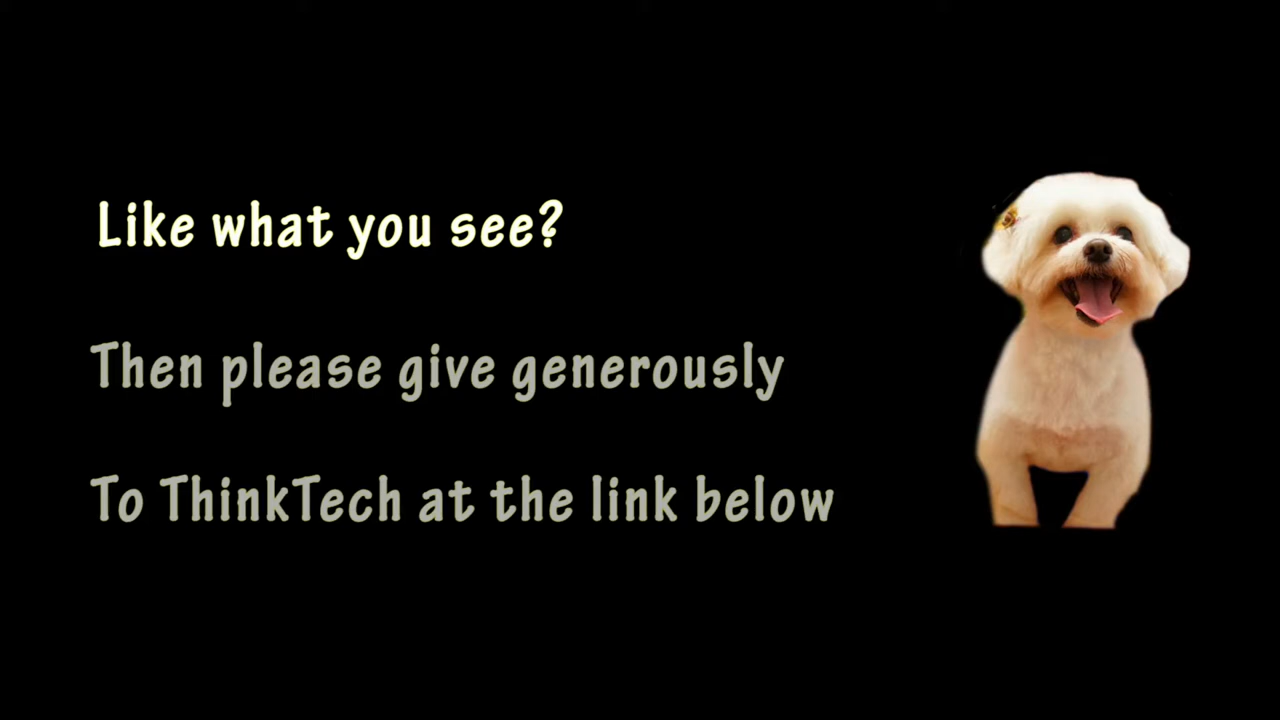 Like what you see?
Then please give generously
To ThinkTech at the link below